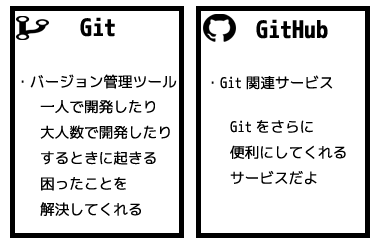 Git
・バージョン管理ツール
一人で開発したり
大人数で開発したり
するときに起きる
困ったことを
解決してくれる
GitHub
・Git 関連サービス
Git をさらに
便利にしてくれる
サービスだよ